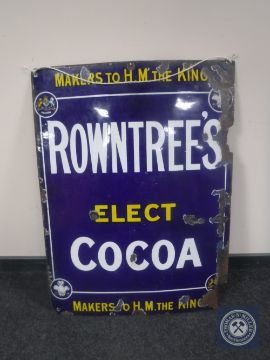 MAKERS TO H.M. THE KING
ROWNTREE'S
ELECT
COCOA
MAKERS TO H.M. THE KING